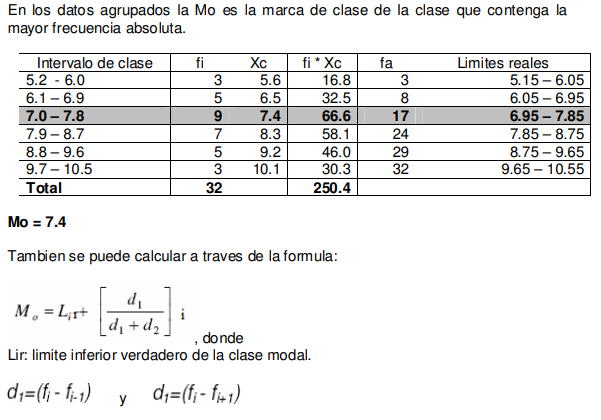 En los datos agrupados la Mo es la marca de clase de la clase que contenga la
mayor frecuencia absoluta.
Intervalo de clase fi Xc fi * Xc fa Limites reales
5.2 - 6.0 3 5.6 16.8 3 5.15 – 6.05
6.1 – 6.9 5 6.5 32.5 8 6.05 – 6.95
7.0 – 7.8 9 7.4 66.6 17 6.95 – 7.85
7.9 – 8.7 7 8.3 58.1 24 7.85 – 8.75
8.8 – 9.6 5 9.2 46.0 29 8.75 – 9.65
9.7 – 10.5 3 10.1 30.3 32 9.65 – 10.55
Total 32 250.4
Mo = 7.4
Tambien se puede calcular a traves de la formula:
M_o = L_i r+ [d_1 / (d_1 + d_2)] i
, donde
Lir: limite inferior verdadero de la clase modal.
d_1=(f_i - f_{i-1}) y d_1=(f_i - f_{i+1})